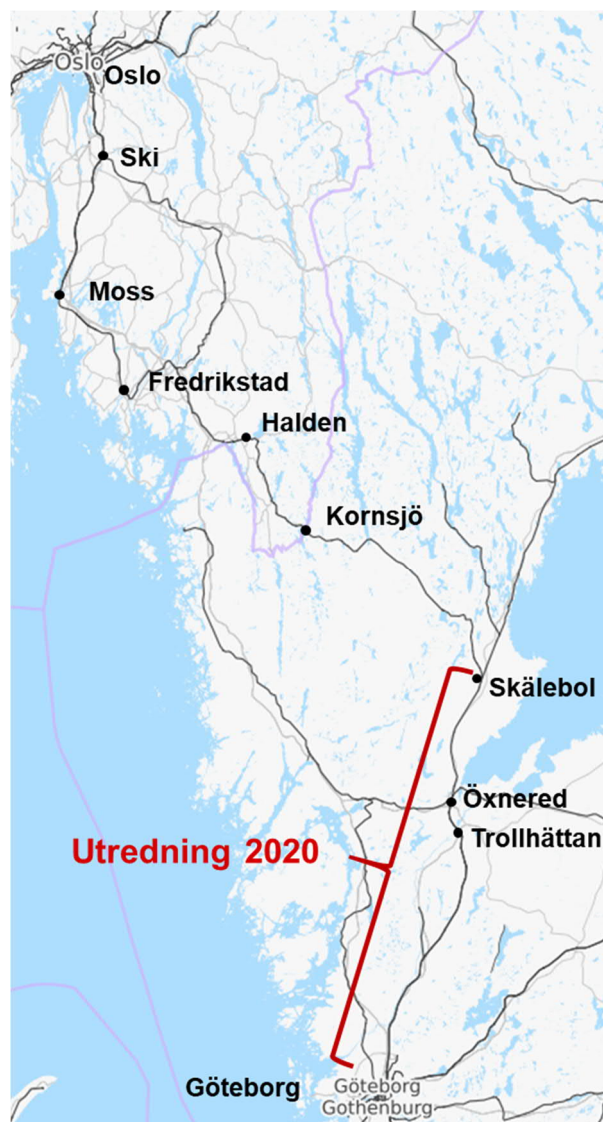 Oslo
Oslo
Ski
Moss
Fredrikstad
Halden
Kornsjö
Skälebol
Öxnered
Trollhättan
Utredning 2020
Göteborg
Göteborg
Gothenburg